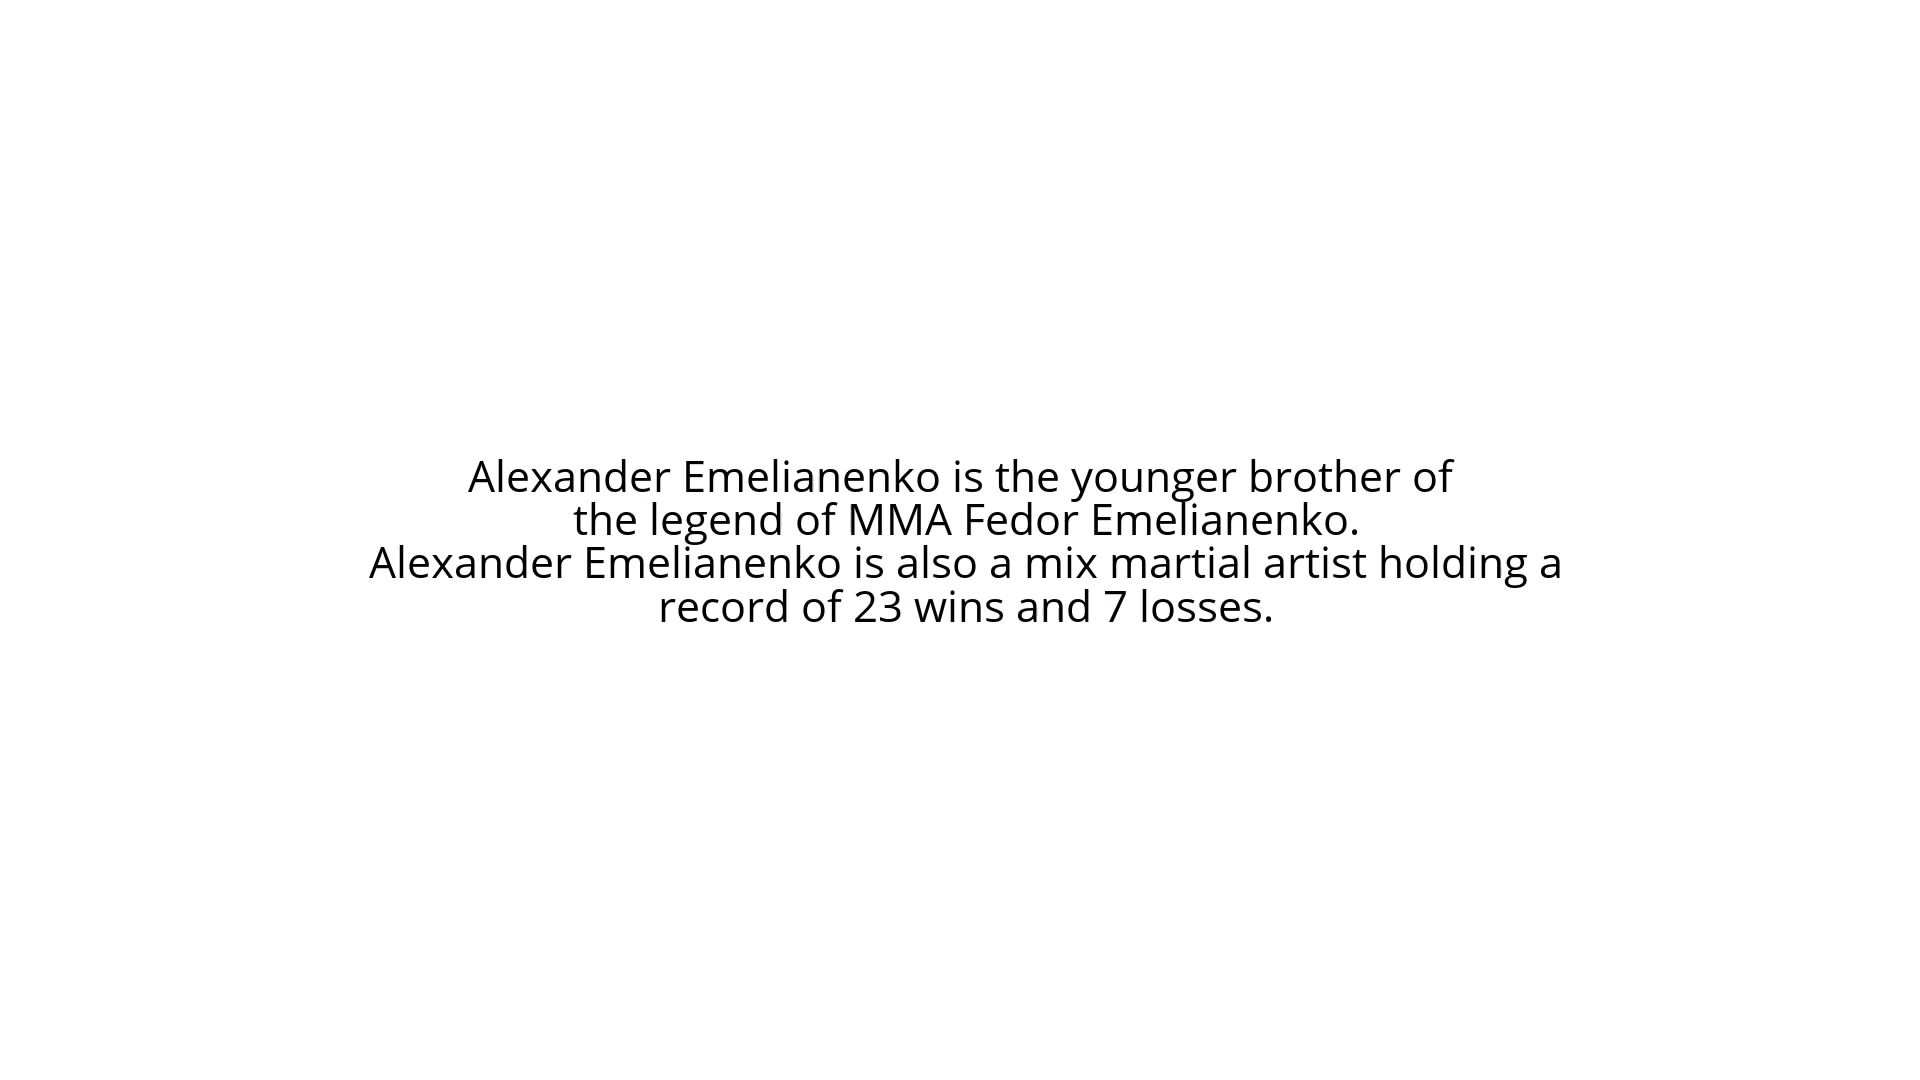 Alexander Emelianenko is the younger brother of
the legend of MMA Fedor Emelianenko.
Alexander Emelianenko is also a mix martial artist holding a
record of 23 wins and 7 losses.